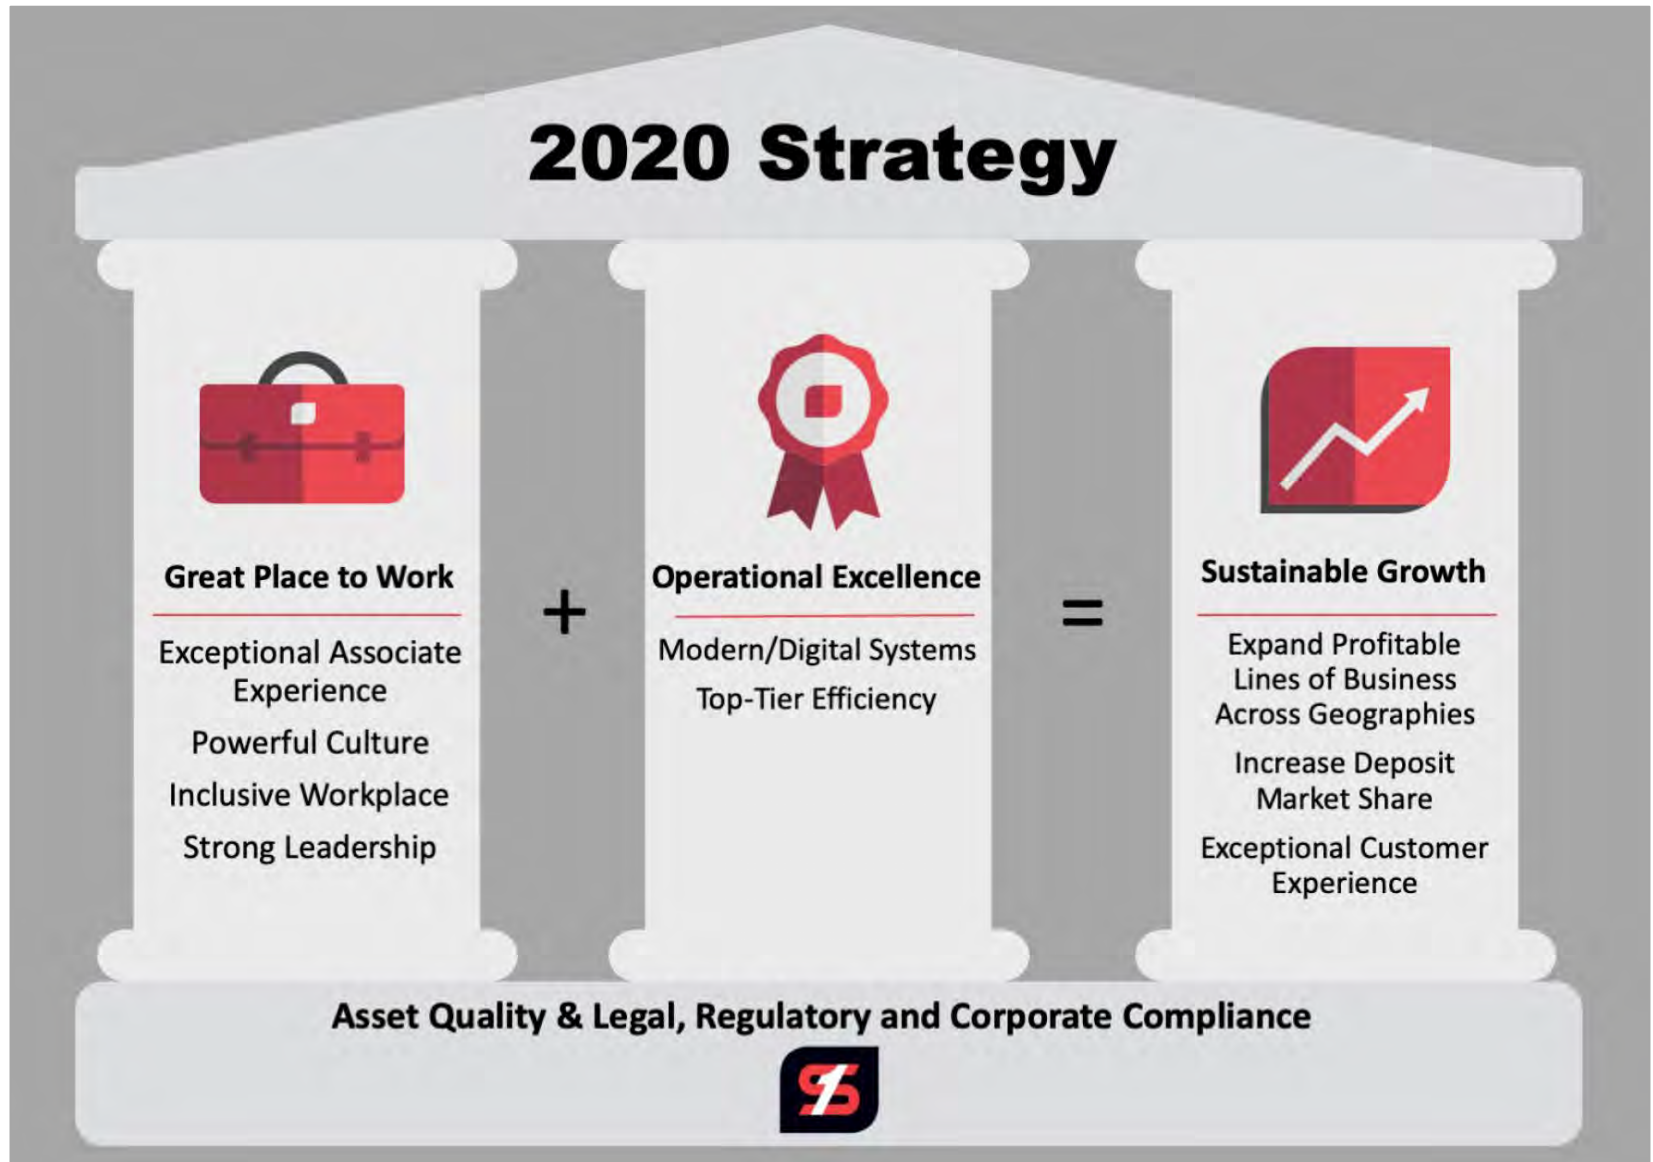 2020 Strategy
Great Place to Work
Exceptional Associate
Experience
Powerful Culture
Inclusive Workplace
Strong Leadership
+
Operational Excellence
Modern/Digital Systems
Top-Tier Efficiency
=
Sustainable Growth
Expand Profitable
Lines of Business
Across Geographies
Increase Deposit
Market Share
Exceptional Customer
Experience
Asset Quality & Legal, Regulatory and Corporate Compliance
S1